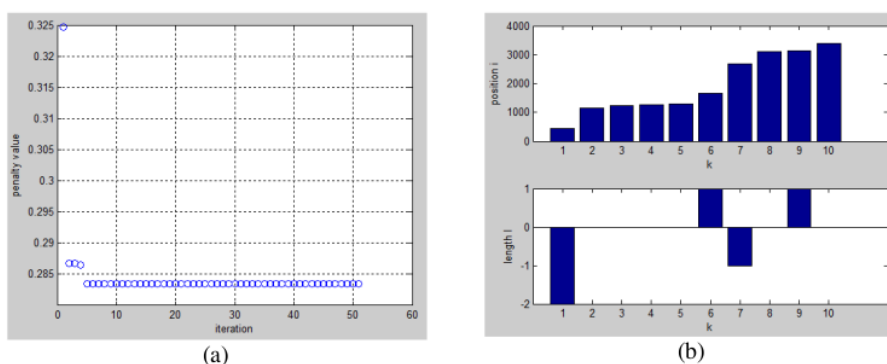 0.325
0.32
0.315
0.31
0.305
0.3
0.295
0.29
0.285
penalty value
0 10 20 30 40 50 60
iteration
(a)
4000
3000
2000
1000
0
position i
1 2 3 4 5 6 7 8 9 10
k
1
0
-1
-2
length l
1 2 3 4 5 6 7 8 9 10
k
(b)